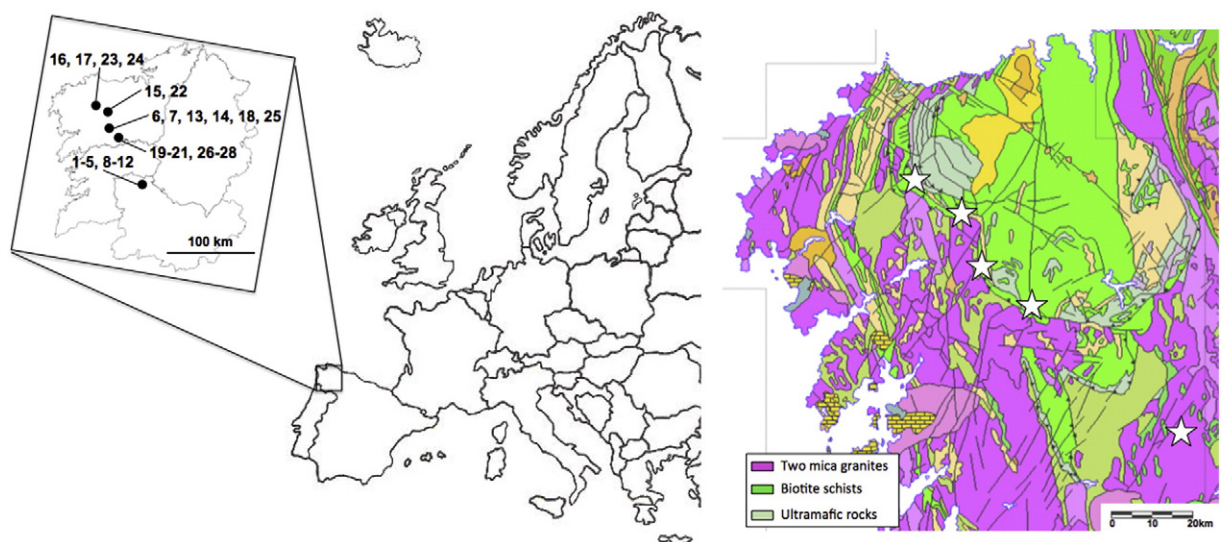 16, 17, 23, 24
15, 22
6, 7, 13, 14, 18, 25
19-21, 26-28
1-5, 8-12
100 km
Two mica granites
Biotite schists
Ultramafic rocks
0 10 20km